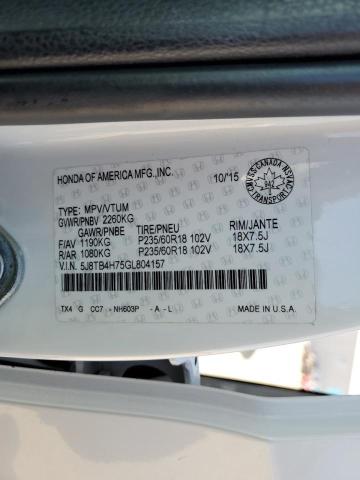 HONDA OF AMERICA MFG.,INC. 10/15
TYPE: MPV/VTUM
GVWR/PNBV 2260KG
GAWR/PNBE TIRE/PNEU RIM/JANTE
F/AV 1190KG P235/60R18 102V 18X7.5J
R/AR 1080KG P235/60R18 102V 18X7.5J
V.I.N. 5J8TB4H75GL804157
TX4 G CC7 - NH603P - A - L MADE IN U.S.A.